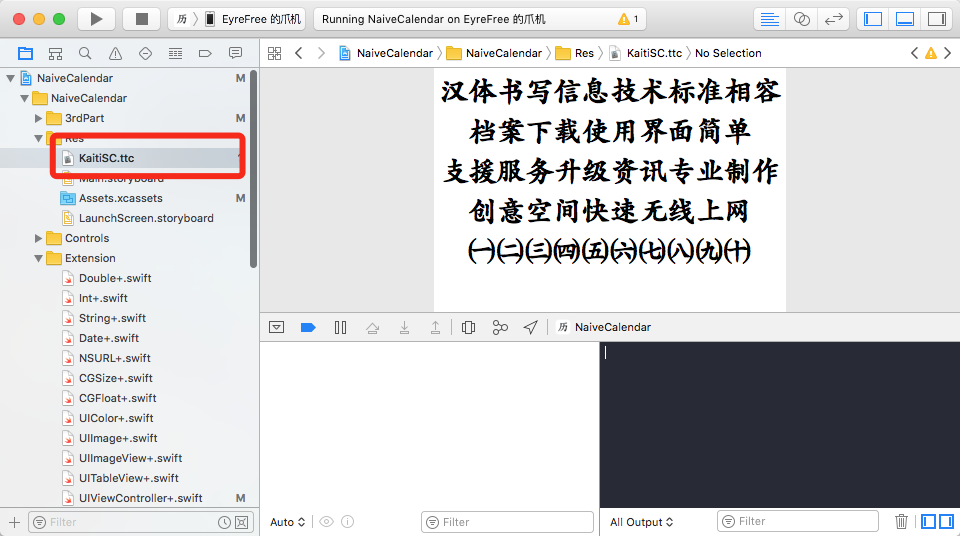 历 EyreFree 的爪机
Running NaiveCalendar on EyreFree 的爪机
1
NaiveCalendar NaiveCalendar Res KaitiSC.ttc No Selection
NaiveCalendar M
NaiveCalendar
3rdPart M
Res
KaitiSC.ttc
Main.storyboard
Assets.xcassets M
LaunchScreen.storyboard
Controls
Extension
Double+.swift
Int+.swift
String+.swift
Date+.swift
NSURL+.swift
CGSize+.swift
CGFloat+.swift
UIColor+.swift
UIImage+.swift
UIImageView+.swift
UITableView+.swift
UIViewController+.swift M
Filter
汉体书写信息技术标准相容
档案下载使用界面简单
支援服务升级资讯专业制作
创意空间快速无线上网
㈠㈡㈢㈣㈤㈥㈦㈧㈨㈩
历 NaiveCalendar
Auto
Filter
All Output
Filter